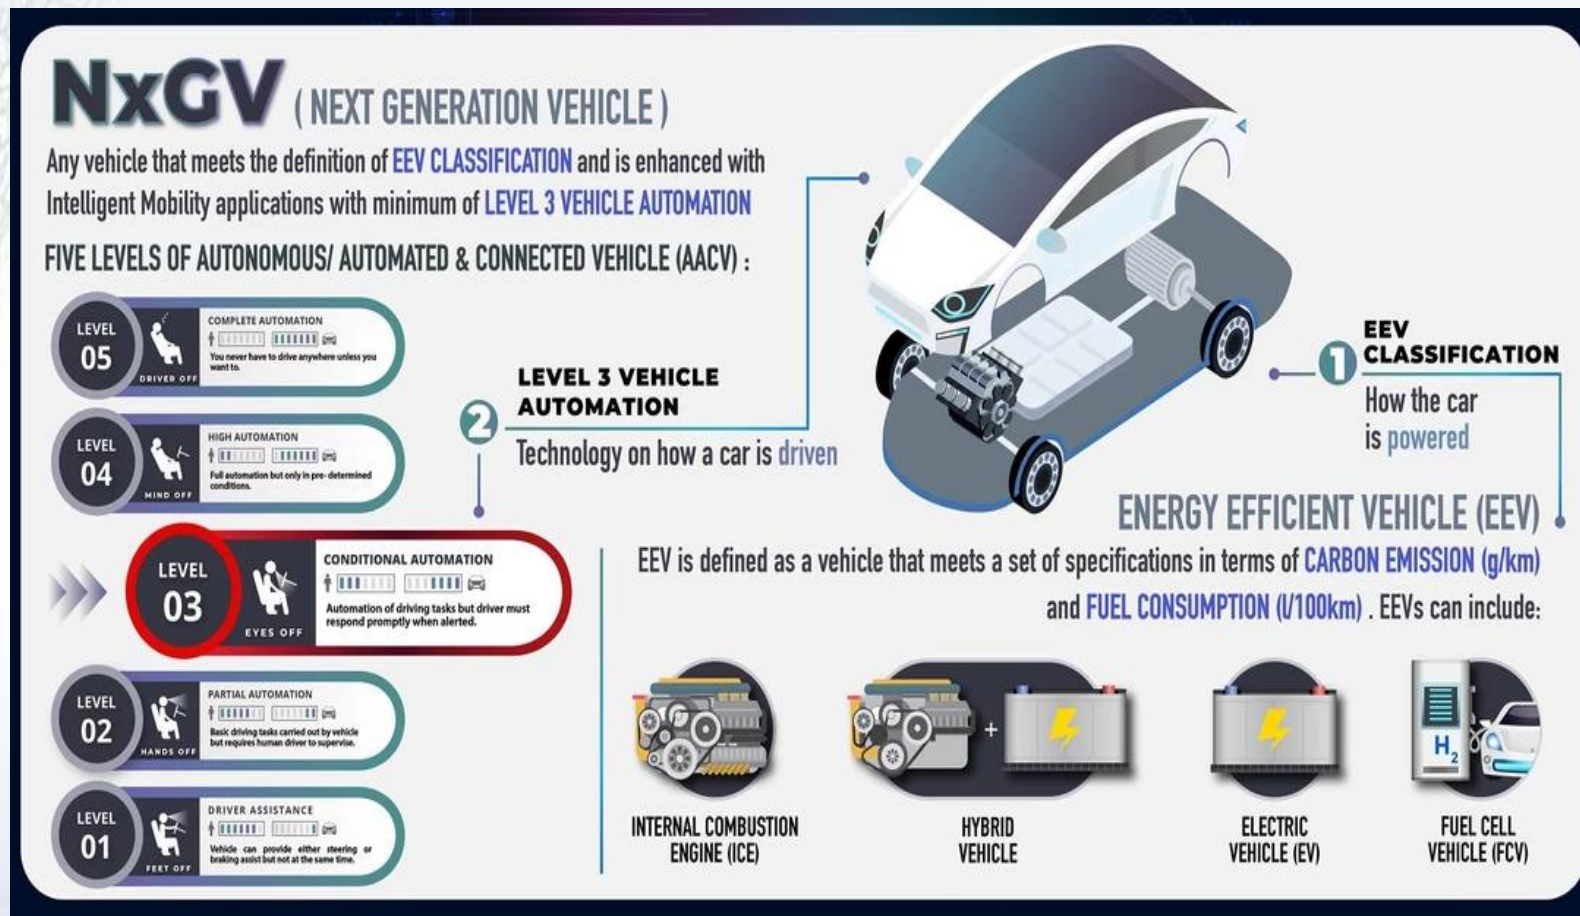 NxGV ( NEXT GENERATION VEHICLE )
Any vehicle that meets the definition of EEV CLASSIFICATION and is enhanced with
Intelligent Mobility applications with minimum of LEVEL 3 VEHICLE AUTOMATION
FIVE LEVELS OF AUTONOMOUS/ AUTOMATED & CONNECTED VEHICLE (AACV) :
LEVEL
05
DRIVER OFF
COMPLETE AUTOMATION
You never have to drive anywhere unless you
want to.
LEVEL
04
MIND OFF
HIGH AUTOMATION
Full automation but only in pre- determined
conditions.
LEVEL
03
EYES OFF
CONDITIONAL AUTOMATION
Automation of driving tasks but driver must
respond promptly when alerted.
LEVEL
02
HANDS OFF
PARTIAL AUTOMATION
Basic driving tasks carried out by vehicle
but requires human driver to supervise.
LEVEL
01
FEET OFF
DRIVER ASSISTANCE
Vehicle can provide either steering or
braking assist but not at the same time.
2
LEVEL 3 VEHICLE
AUTOMATION
Technology on how a car is driven
1
EEV
CLASSIFICATION
How the car
is powered
ENERGY EFFICIENT VEHICLE (EEV)
EEV is defined as a vehicle that meets a set of specifications in terms of CARBON EMISSION (g/km)
and FUEL CONSUMPTION (l/100km) . EEVs can include:
INTERNAL COMBUSTION
ENGINE (ICE)
+
HYBRID
VEHICLE
ELECTRIC
VEHICLE (EV)
H2
FUEL CELL
VEHICLE (FCV)